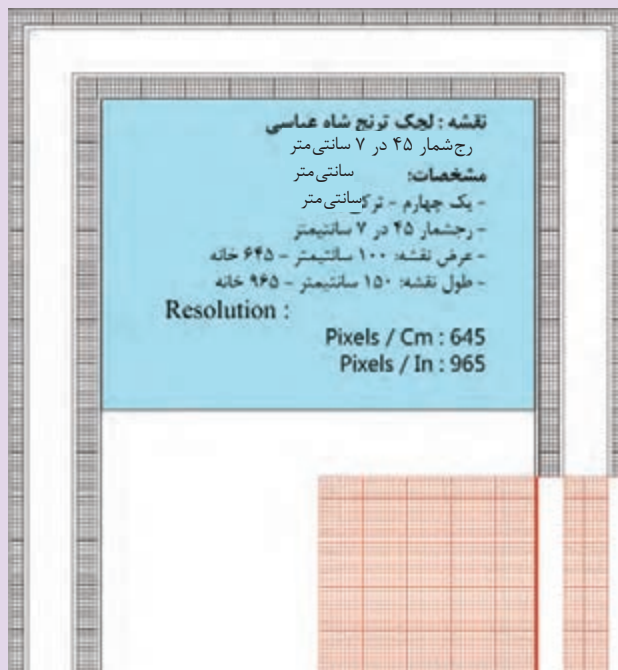 نقشه : لچک ترنج شاه عباسی
رج‌شمار ۴۵ در ۷ سانتی‌متر
سانتی‌متر
مشخصات:
سانتی‌متر
- یک چهارم - ترک
- رجشمار ۴۵ در ۷ سانتیمتر
- عرض نقشه: ۱۰۰ سانتیمتر - ۶۴۵ خانه
- طول نقشه: ۱۵۰ سانتیمتر - ۹۶۵ خانه
Resolution :
Pixels / Cm : 645
Pixels / In : 965